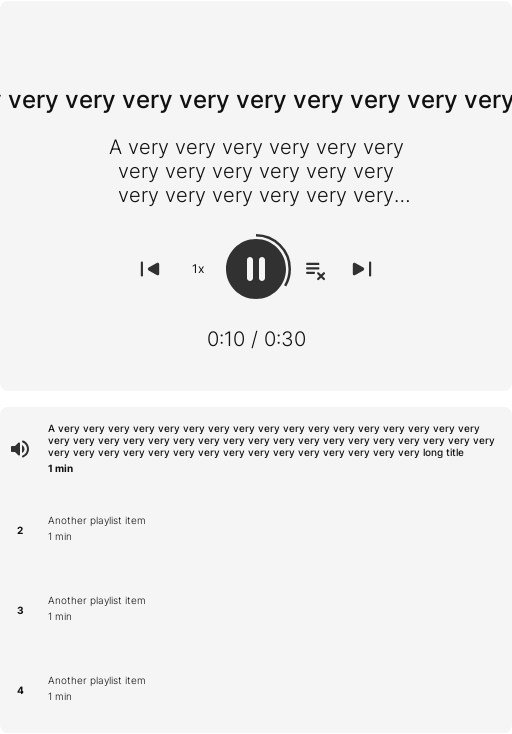 very very very very very very very very very
A very very very very very very
very very very very very very
very very very very very very...
1x
0:10 / 0:30
A very very very very very very very very very very very very very very very very very
very very very very very very very very very very very very very very very very very very
very very very very very very very very very very very very very very very long title
1 min
2
Another playlist item
1 min
3
Another playlist item
1 min
4
Another playlist item
1 min